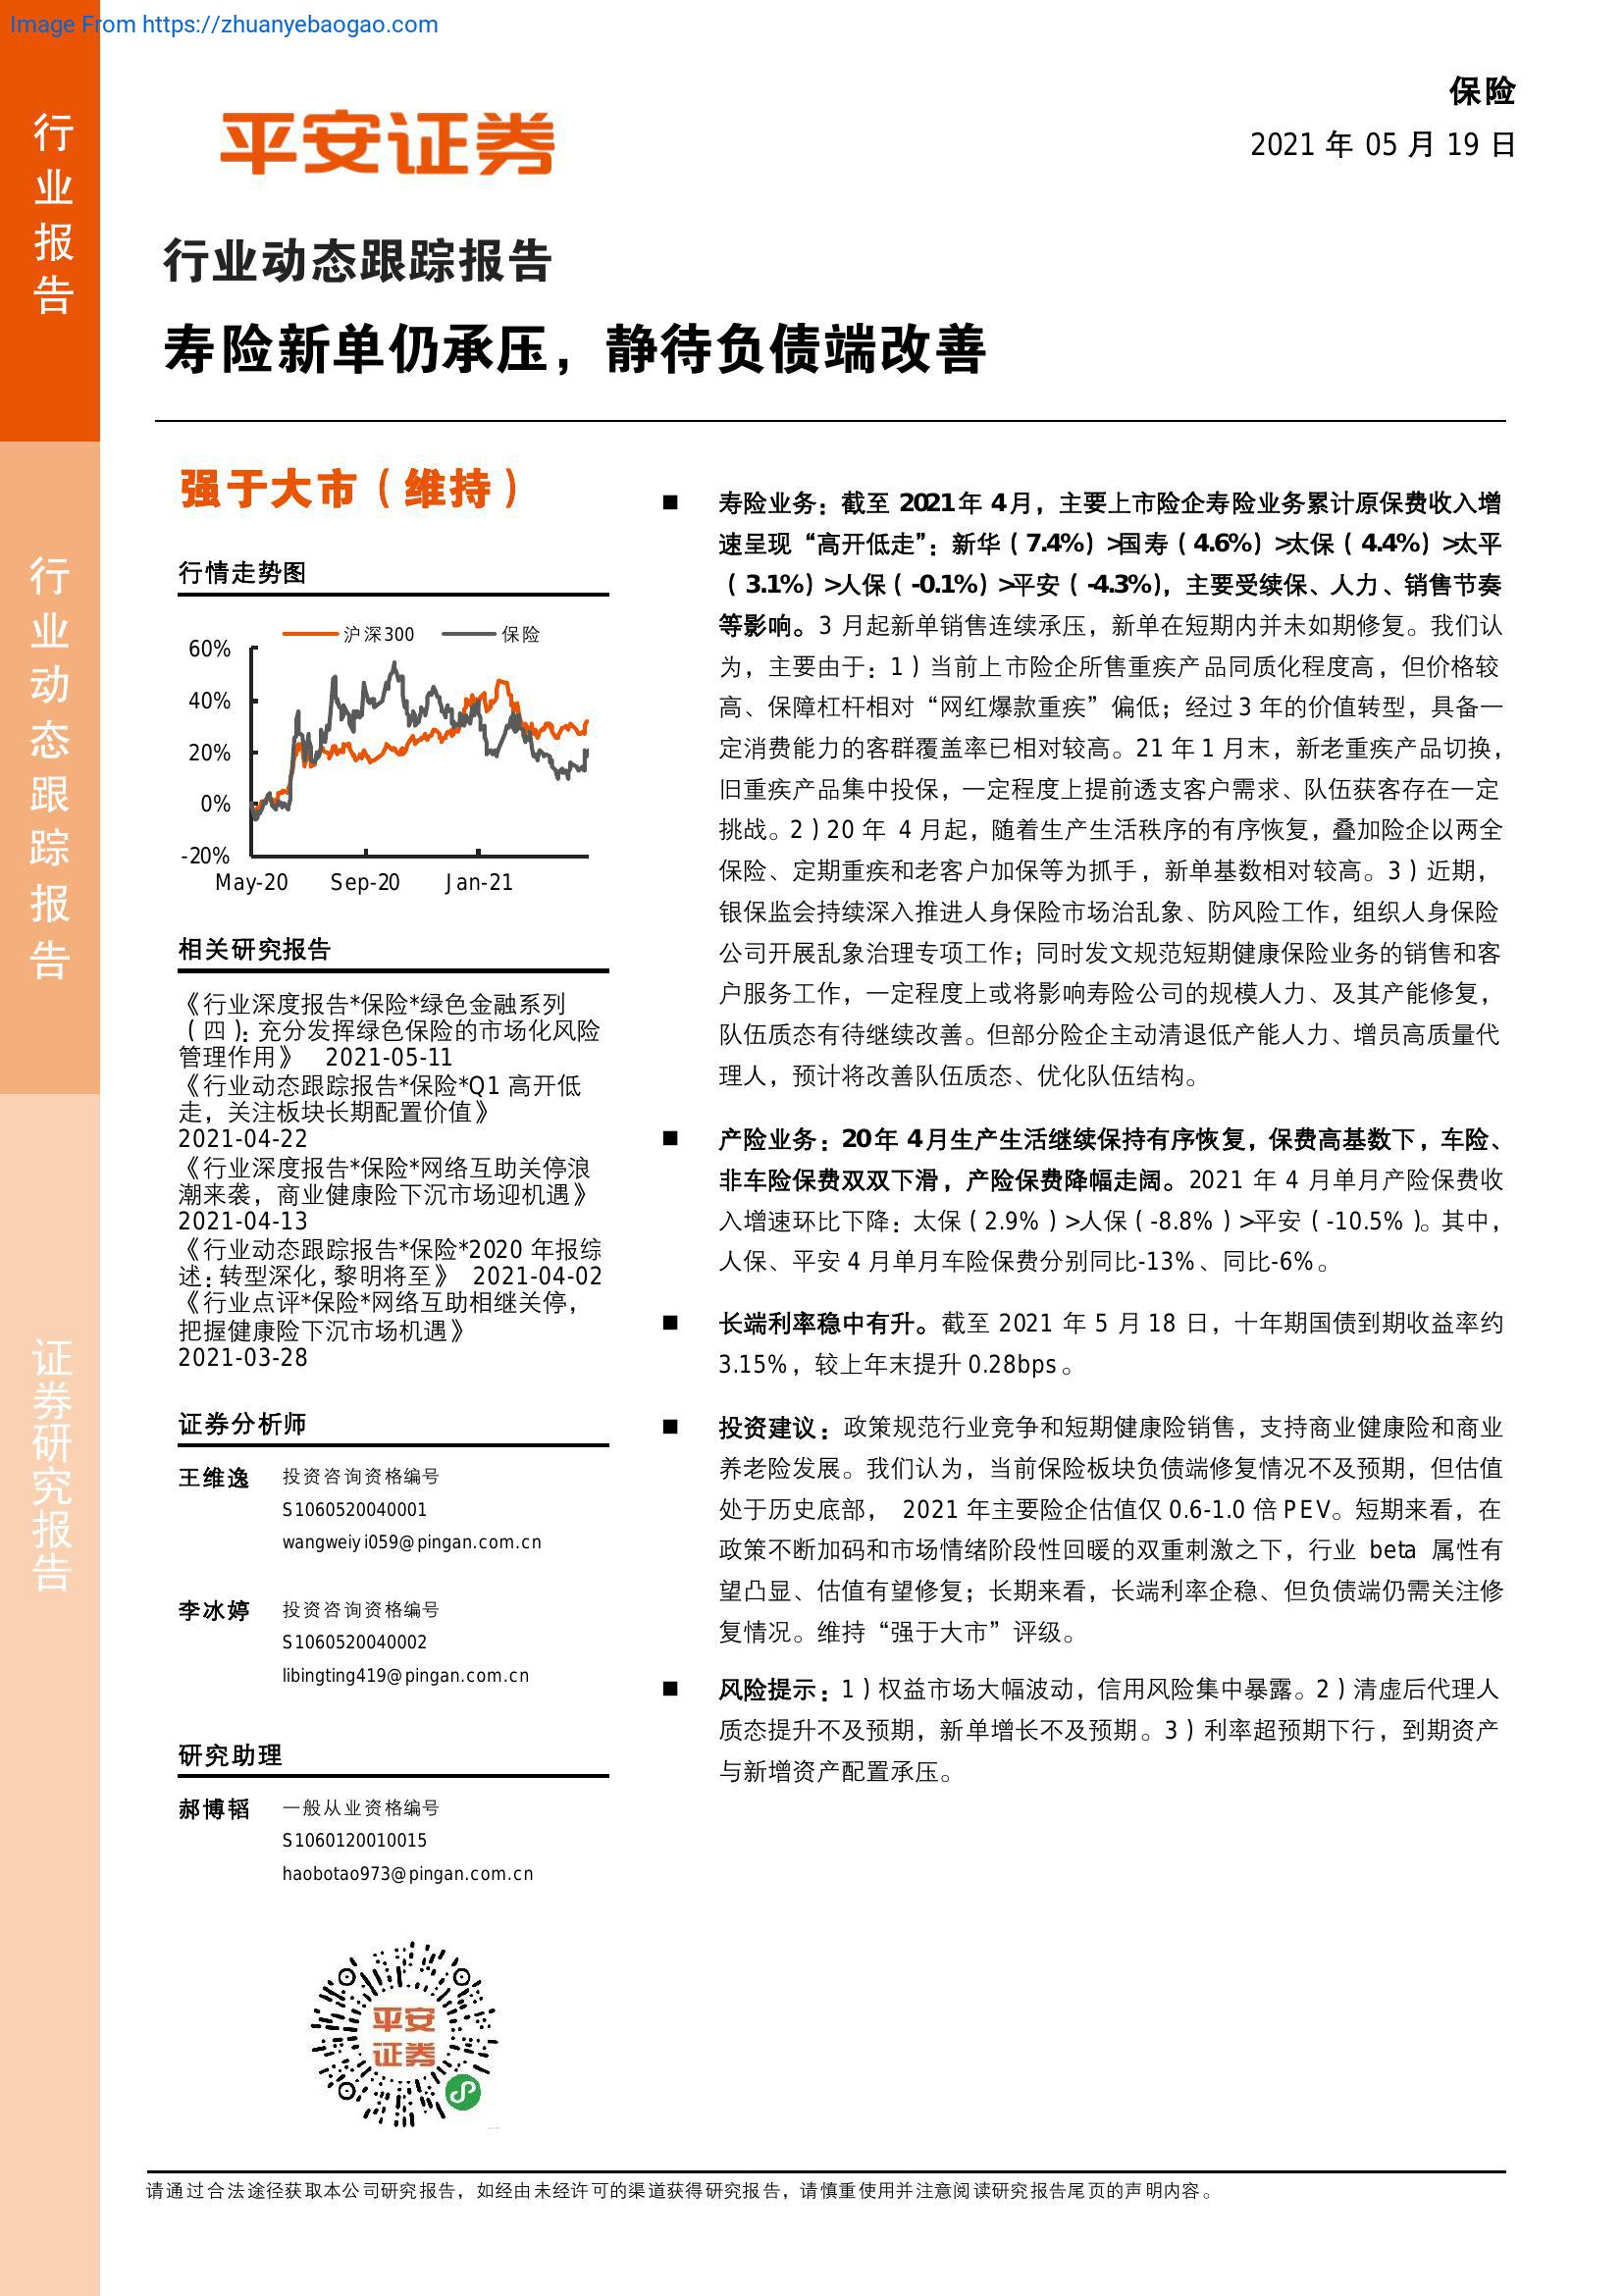 Image From https://zhuanyebaogao.com
行业报告
行业动态跟踪报告
证券研究报告
平安证券
保险
2021 年 05 月 19 日
行业动态跟踪报告
寿险新单仍承压，静待负债端改善
强于大市（维持）
行情走势图
沪深300 保险
60%
40%
20%
0%
-20%
May-20 Sep-20 Jan-21
相关研究报告
《行业深度报告*保险*绿色金融系列
（四）：充分发挥绿色保险的市场化风险
管理作用》 2021-05-11
《行业动态跟踪报告*保险*Q1 高开低
走，关注板块长期配置价值》
2021-04-22
《行业深度报告*保险*网络互助关停浪
潮来袭，商业健康险下沉市场迎机遇》
2021-04-13
《行业动态跟踪报告*保险*2020 年报综
述：转型深化，黎明将至》 2021-04-02
《行业点评*保险*网络互助相继关停，
把握健康险下沉市场机遇》
2021-03-28
证券分析师
王维逸 投资咨询资格编号
S1060520040001
wangweiyi059@pingan.com.cn
李冰婷 投资咨询资格编号
S1060520040002
libingting419@pingan.com.cn
研究助理
郝博韬 一般从业资格编号
S1060120010015
haobotao973@pingan.com.cn
平安
证券
■ 寿险业务：截至 2021 年 4 月，主要上市险企寿险业务累计原保费收入增
速呈现“高开低走”：新华（7.4%）>国寿（4.6%）>太保（4.4%）>太平
（3.1%）>人保（-0.1%）>平安（-4.3%），主要受续保、人力、销售节奏
等影响。3 月起新单销售连续承压，新单在短期内并未如期修复。我们认
为，主要由于：1）当前上市险企所售重疾产品同质化程度高，但价格较
高、保障杠杆相对“网红爆款重疾”偏低；经过 3 年的价值转型，具备一
定消费能力的客群覆盖率已相对较高。21 年 1 月末，新老重疾产品切换，
旧重疾产品集中投保，一定程度上提前透支客户需求、队伍获客存在一定
挑战。2）20 年 4 月起，随着生产生活秩序的有序恢复，叠加险企以两全
保险、定期重疾和老客户加保等为抓手，新单基数相对较高。3）近期，
银保监会持续深入推进人身保险市场治乱象、防风险工作，组织人身保险
公司开展乱象治理专项工作；同时发文规范短期健康保险业务的销售和客
户服务工作，一定程度上或将影响寿险公司的规模人力、及其产能修复，
队伍质态有待继续改善。但部分险企主动清退低产能人力、增员高质量代
理人，预计将改善队伍质态、优化队伍结构。
■ 产险业务：20 年 4 月生产生活继续保持有序恢复，保费高基数下，车险、
非车险保费双双下滑，产险保费降幅走阔。2021 年 4 月单月产险保费收
入增速环比下降：太保（2.9%）>人保（-8.8%）>平安（-10.5%）。其中，
人保、平安 4 月单月车险保费分别同比-13%、同比-6%。
■ 长端利率稳中有升。截至 2021 年 5 月 18 日，十年期国债到期收益率约
3.15%，较上年末提升 0.28bps。
■ 投资建议：政策规范行业竞争和短期健康险销售，支持商业健康险和商业
养老险发展。我们认为，当前保险板块负债端修复情况不及预期，但估值
处于历史底部， 2021 年主要险企估值仅 0.6-1.0 倍 PEV。短期来看，在
政策不断加码和市场情绪阶段性回暖的双重刺激之下，行业 beta 属性有
望凸显、估值有望修复；长期来看，长端利率企稳、但负债端仍需关注修
复情况。维持“强于大市”评级。
■ 风险提示：1）权益市场大幅波动，信用风险集中暴露。2）清虚后代理人
质态提升不及预期，新单增长不及预期。3）利率超预期下行，到期资产
与新增资产配置承压。
请通过合法途径获取本公司研究报告，如经由未经许可的渠道获得研究报告，请慎重使用并注意阅读研究报告尾页的声明内容。